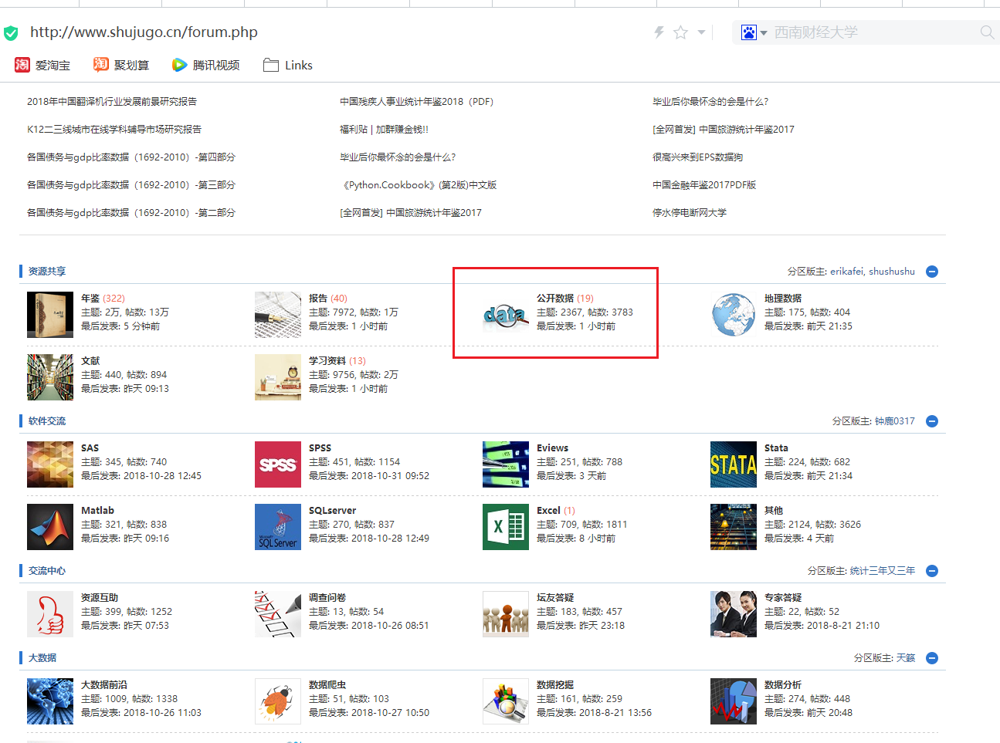 http://www.shujugo.cn/forum.php
西南财经大学
爱淘宝
聚划算
腾讯视频
Links
2018年中国翻译机行业发展前景研究报告
中国残疾人事业统计年鉴2018（PDF）
毕业后你最怀念的会是什么?
K12二三线城市在线学科辅导市场研究报告
福利贴 | 加群赚金钱!!
[全网首发] 中国旅游统计年鉴2017
各国债务与gdp比率数据（1692-2010）-第四部分
毕业后你最怀念的会是什么?
很高兴来到EPS数据狗
各国债务与gdp比率数据（1692-2010）-第三部分
《Python.Cookbook》(第2版)中文版
中国金融年鉴2017PDF版
各国债务与gdp比率数据（1692-2010）-第二部分
[全网首发] 中国旅游统计年鉴2017
停水停电断网大学
资源共享
分区版主: erikafei, shushushu
年鉴 (322)
主题: 2万, 帖数: 13万
最后发表: 5 分钟前
报告 (40)
主题: 7972, 帖数: 1万
最后发表: 1 小时前
data
公开数据 (19)
主题: 2367, 帖数: 3783
最后发表: 1 小时前
地理数据
主题: 175, 帖数: 404
最后发表: 前天 21:35
文献
主题: 440, 帖数: 894
最后发表: 昨天 09:13
学习资料 (13)
主题: 9756, 帖数: 2万
最后发表: 1 小时前
软件交流
分区版主: 钟鹿0317
SAS
主题: 345, 帖数: 740
最后发表: 2018-10-28 12:45
SPSS
SPSS
主题: 451, 帖数: 1154
最后发表: 2018-10-31 09:52
Eviews
主题: 251, 帖数: 788
最后发表: 3 天前
STATA
Stata
主题: 224, 帖数: 682
最后发表: 前天 21:34
Matlab
主题: 321, 帖数: 838
最后发表: 昨天 09:16
Microsoft
SQL Server
SQLserver
主题: 270, 帖数: 837
最后发表: 2018-10-28 12:49
X
Excel (1)
主题: 709, 帖数: 1811
最后发表: 8 小时前
其他
主题: 2124, 帖数: 3626
最后发表: 4 天前
交流中心
分区版主: 统计三年又三年
资源互助
主题: 399, 帖数: 1252
最后发表: 昨天 07:53
调查问卷
主题: 13, 帖数: 54
最后发表: 2018-10-26 08:51
坛友答疑
主题: 183, 帖数: 457
最后发表: 昨天 23:18
专家答疑
主题: 22, 帖数: 52
最后发表: 2018-8-21 21:10
大数据
分区版主: 天籁
大数据前沿
主题: 1009, 帖数: 1338
最后发表: 2018-10-26 11:03
数据爬虫
主题: 51, 帖数: 103
最后发表: 2018-10-27 10:50
数据挖掘
主题: 161, 帖数: 259
最后发表: 2018-8-21 13:56
数据分析
主题: 274, 帖数: 448
最后发表: 前天 20:48